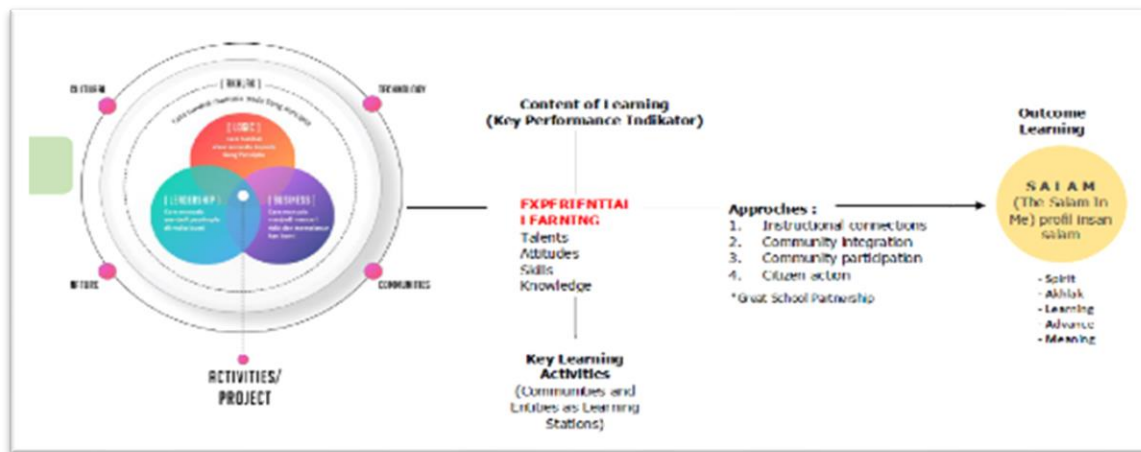 CULTURAL
TECHNOLOGY
[ AKHLAK ]
[ LOGIC ]
[ LEADERSHIP ]
[ BUSINESS ]
NATURE
COMMUNITIES
ACTIVITIES/
PROJECT
Content of Learning
(Key Performance Indikator)
EXPERIENTIAL
LEARNING
Talents
Attitudes
Skills
Knowledge
Key Learning
Activities
(Communities and
Entities as Learning
Stations)
Approches :
1. Instructional connections
2. Community integration
3. Community participation
4. Citizen action
*Great School Partnership
Outcome
Learning
S A L A M
(The Salam In
Me) profil insan
salam
- Spirit
- Akhlak
- Learning
- Advance
- Meaning